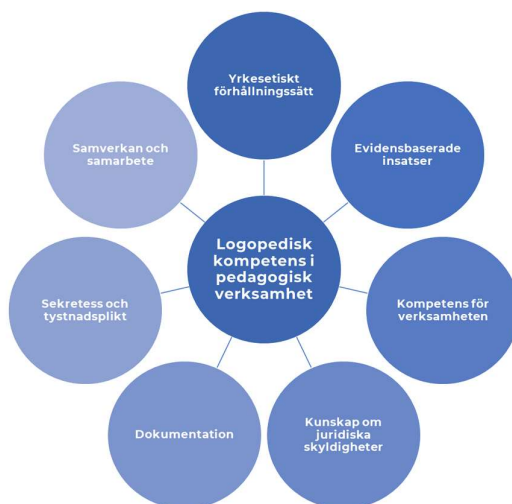 Yrkesetiskt
förhållningssätt
Evidensbaserade
insatser
Kompetens för
verksamheten
Kunskap om
juridiska
skyldigheter
Dokumentation
Sekretess och
tystnadsplikt
Samverkan och
samarbete
Logopedisk
kompetens i
pedagogisk
verksamhet